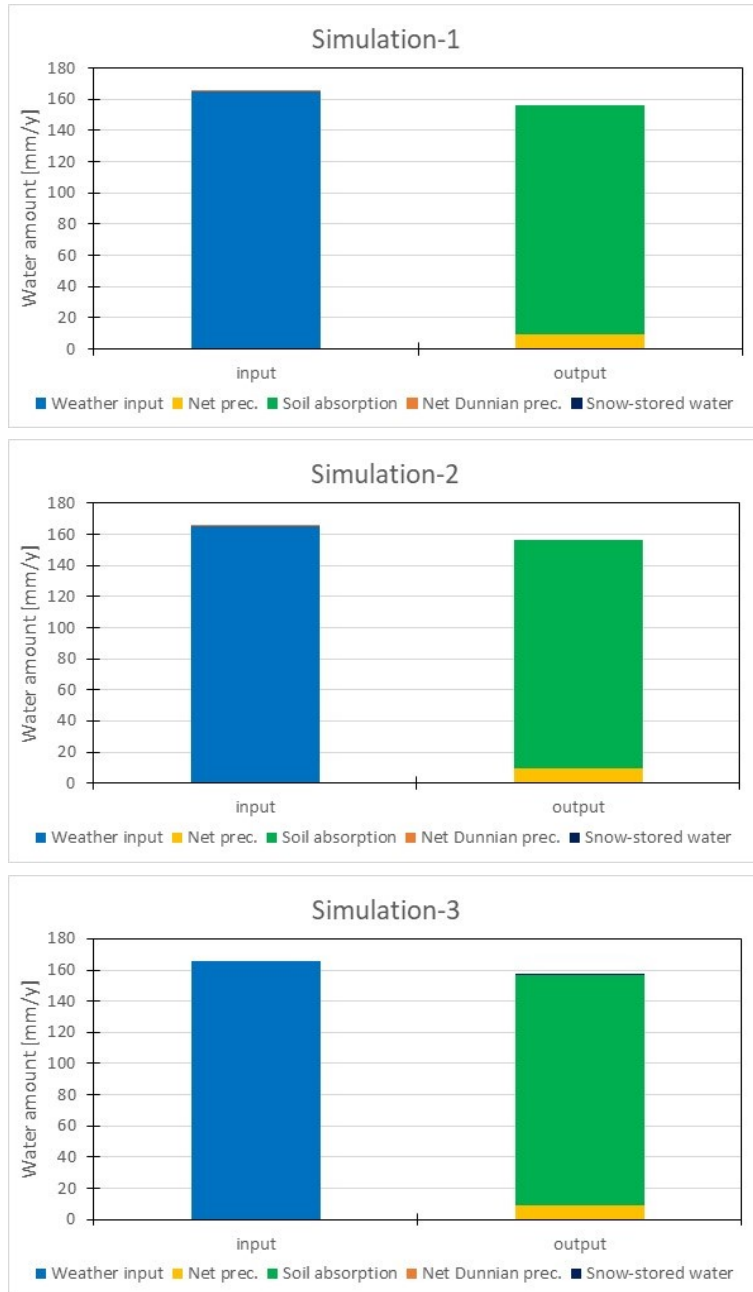 Simulation-1
Water amount [mm/y]
180
160
140
120
100
80
60
40
20
0
input output
Weather input Net prec. Soil absorption Net Dunnian prec. Snow-stored water
Simulation-2
Water amount [mm/y]
180
160
140
120
100
80
60
40
20
0
input output
Weather input Net prec. Soil absorption Net Dunnian prec. Snow-stored water
Simulation-3
Water amount [mm/y]
180
160
140
120
100
80
60
40
20
0
input output
Weather input Net prec. Soil absorption Net Dunnian prec. Snow-stored water